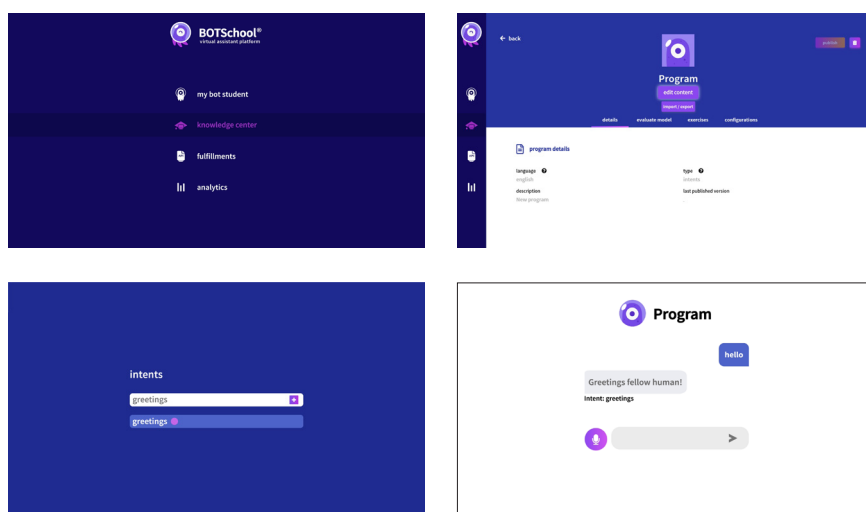 BOTSchool®
virtual assistant platform
my bot student
knowledge center
fulfillments
analytics
← back
publish
Program
edit content
import / export
details evaluate model exercises configurations
program details
language
english
type
intents
description
New program
last published version
intents
greetings
greetings
Program
hello
Greetings fellow human!
Intent: greetings